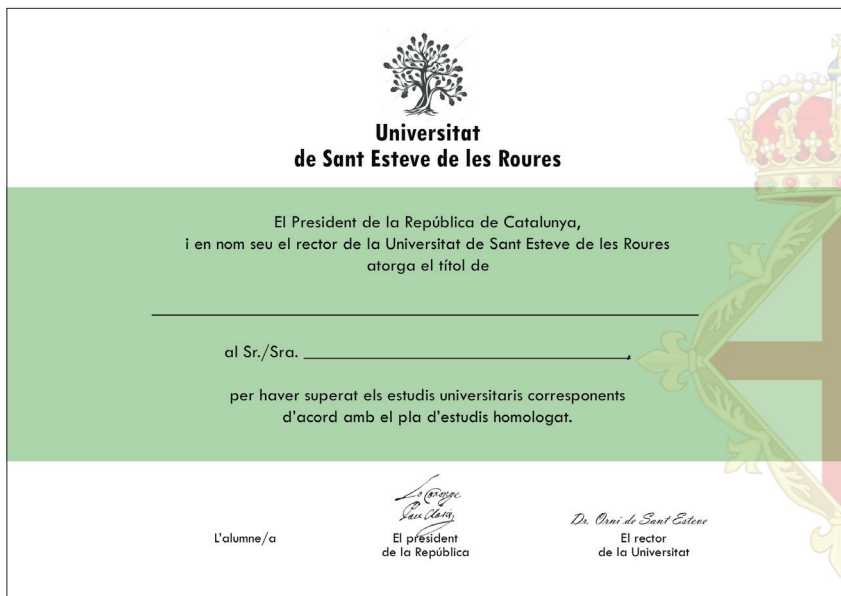 Universitat
de Sant Esteve de les Roures
El President de la República de Catalunya,
i en nom seu el rector de la Universitat de Sant Esteve de les Roures
atorga el títol de
al Sr./Sra. ,
per haver superat els estudis universitaris corresponents
d'acord amb el pla d'estudis homologat.
Pau Claris
Dr. Orni de Sant Esteve
L'alumne/a
El president
de la República
El rector
de la Universitat